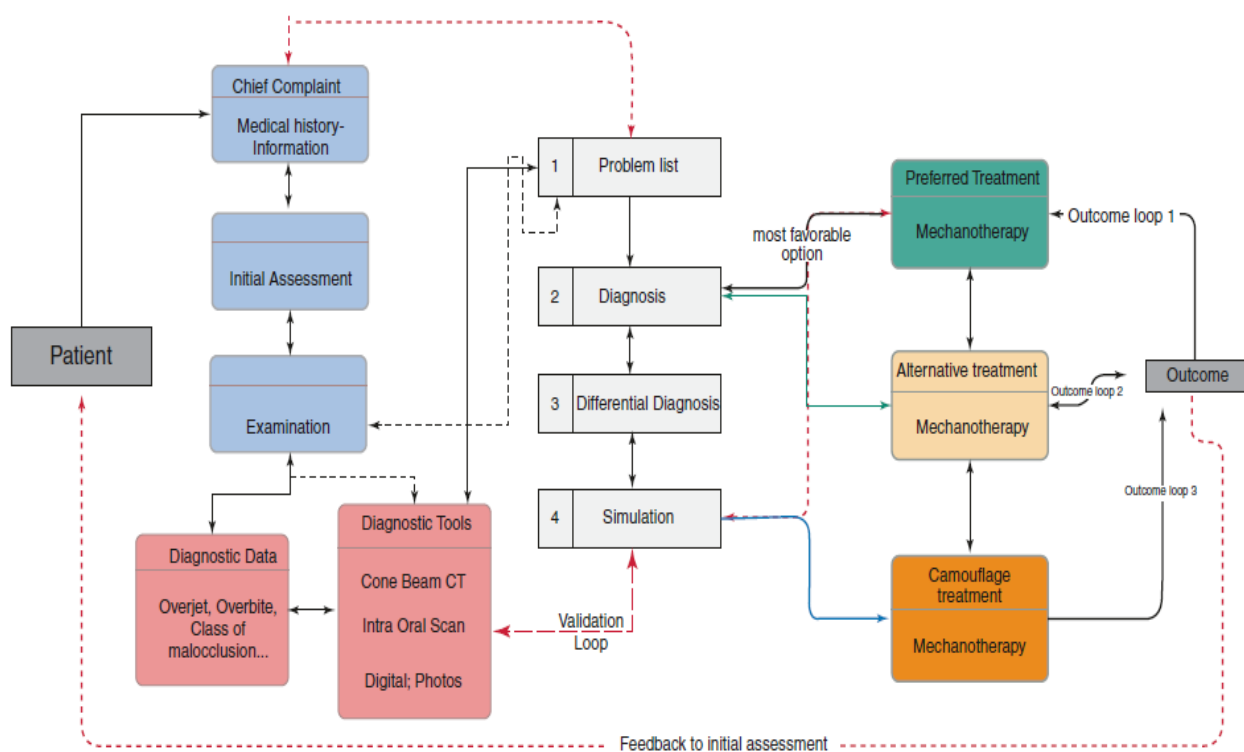 Patient
Chief Complaint
Medical history-
Information
Initial Assessment
Examination
Diagnostic Data
Overjet, Overbite,
Class of
malocclusion...
Diagnostic Tools
Cone Beam CT
Intra Oral Scan
Digital; Photos
1
Problem list
2
Diagnosis
3
Differential Diagnosis
4
Simulation
Validation
Loop
most favorable
option
Preferred Treatment
Mechanotherapy
Alternative treatment
Mechanotherapy
Camouflage
treatment
Mechanotherapy
Outcome loop 1
Outcome loop 2
Outcome loop 3
Outcome
Feedback to initial assessment